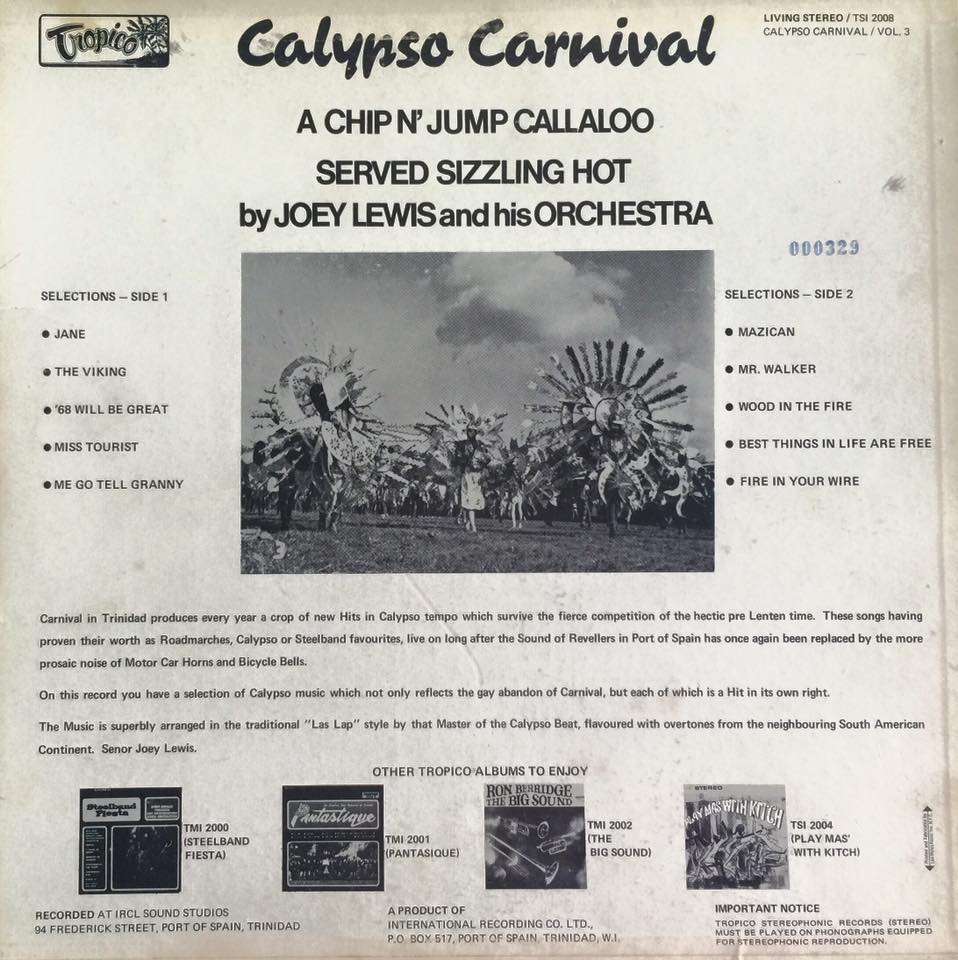 Tropico
Calypso Carnival
LIVING STEREO / TSI 2008
CALYPSO CARNIVAL / VOL. 3
A CHIP N' JUMP CALLALOO
SERVED SIZZLING HOT
by JOEY LEWIS and his ORCHESTRA
000329
SELECTIONS – SIDE 1
● JANE
● THE VIKING
● '68 WILL BE GREAT
● MISS TOURIST
● ME GO TELL GRANNY
SELECTIONS – SIDE 2
● MAZICAN
● MR. WALKER
● WOOD IN THE FIRE
● BEST THINGS IN LIFE ARE FREE
● FIRE IN YOUR WIRE
Carnival in Trinidad produces every year a crop of new Hits in Calypso tempo which survive the fierce competition of the hectic pre Lenten time. These songs having
proven their worth as Roadmarches, Calypso or Steelband favourites, live on long after the Sound of Revellers in Port of Spain has once again been replaced by the more
prosaic noise of Motor Car Horns and Bicycle Bells.
On this record you have a selection of Calypso music which not only reflects the gay abandon of Carnival, but each of which is a Hit in its own right.
The Music is superbly arranged in the traditional "Las Lap" style by that Master of the Calypso Beat, flavoured with overtones from the neighbouring South American
Continent. Senor Joey Lewis.
OTHER TROPICO ALBUMS TO ENJOY
Steelband
Fiesta
TMI 2000
(STEELBAND
FIESTA)
Pantastique
TMI 2001
(PANTASIQUE)
RON BERRIDGE
THE BIG SOUND
TMI 2002
(THE
BIG SOUND)
STEREO
PLAY MAS WITH KITCH
TSI 2004
(PLAY MAS'
WITH KITCH)
RECORDED AT IRCL SOUND STUDIOS
94 FREDERICK STREET, PORT OF SPAIN, TRINIDAD
A PRODUCT OF
INTERNATIONAL RECORDING CO. LTD.,
P.O. BOX 517, PORT OF SPAIN, TRINIDAD, W.I.
IMPORTANT NOTICE
TROPICO STEREOPHONIC RECORDS (STEREO)
MUST BE PLAYED ON PHONOGRAPHS EQUIPPED
FOR STEREOPHONIC REPRODUCTION.